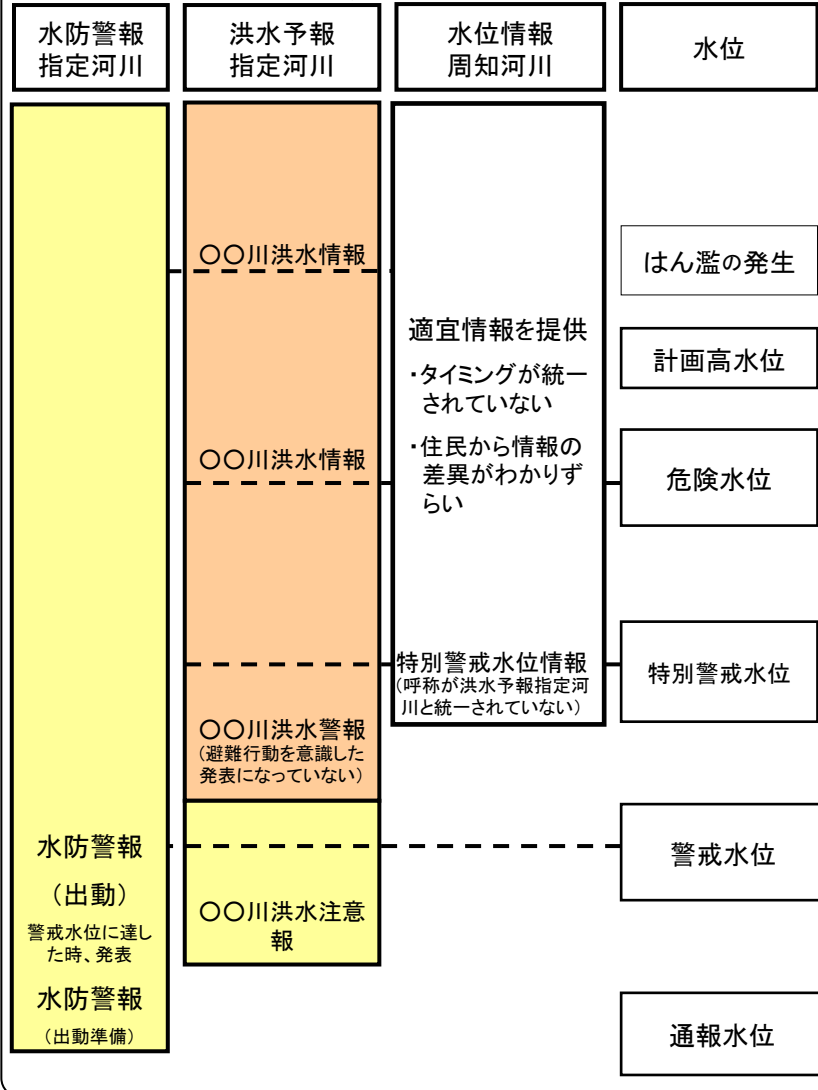 水防警報
指定河川
洪水予報
指定河川
水位情報
周知河川
水位
〇〇川洪水情報
はん濫の発生
適宜情報を提供
・タイミングが統一
されていない
・住民から情報の
差異がわかりず
らい
計画高水位
〇〇川洪水情報
危険水位
特別警戒水位情報
（呼称が洪水予報指定河
川と統一されていない）
特別警戒水位
〇〇川洪水警報
（避難行動を意識した
発表になっていない）
水防警報
（出動）
警戒水位に達し
た時、発表
警戒水位
〇〇川洪水注意
報
水防警報
（出動準備）
通報水位